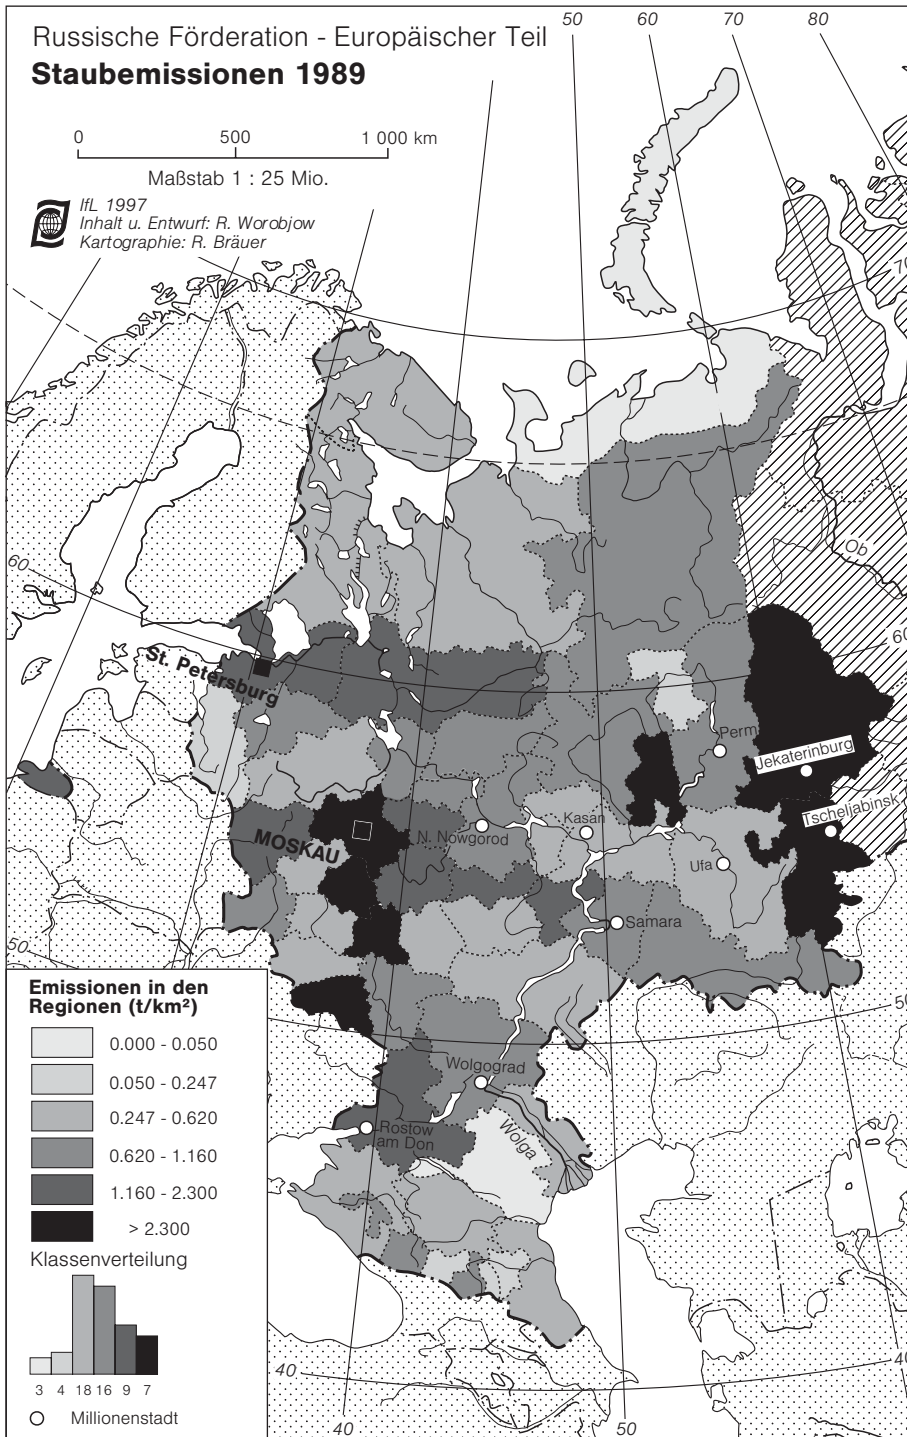 Russische Förderation - Europäischer Teil
Staubemissionen 1989
50 60 70 80
0 500 1 000 km
Maßstab 1 : 25 Mio.
IfL 1997
Inhalt u. Entwurf: R. Worobjow
Kartographie: R. Bräuer
70
Ob
60
60
St. Petersburg
Perm
Jekaterinburg
Tscheljabinsk
MOSKAU
N. Nowgorod
Kasan
Ufa
Samara
50
50
Wolgograd
Rostow
am Don
Wolga
Emissionen in den
Regionen (t/km²)
0.000 - 0.050
0.050 - 0.247
0.247 - 0.620
0.620 - 1.160
1.160 - 2.300
> 2.300
Klassenverteilung
3 4 18 16 9 7
Millionenstadt
40
40
40
50